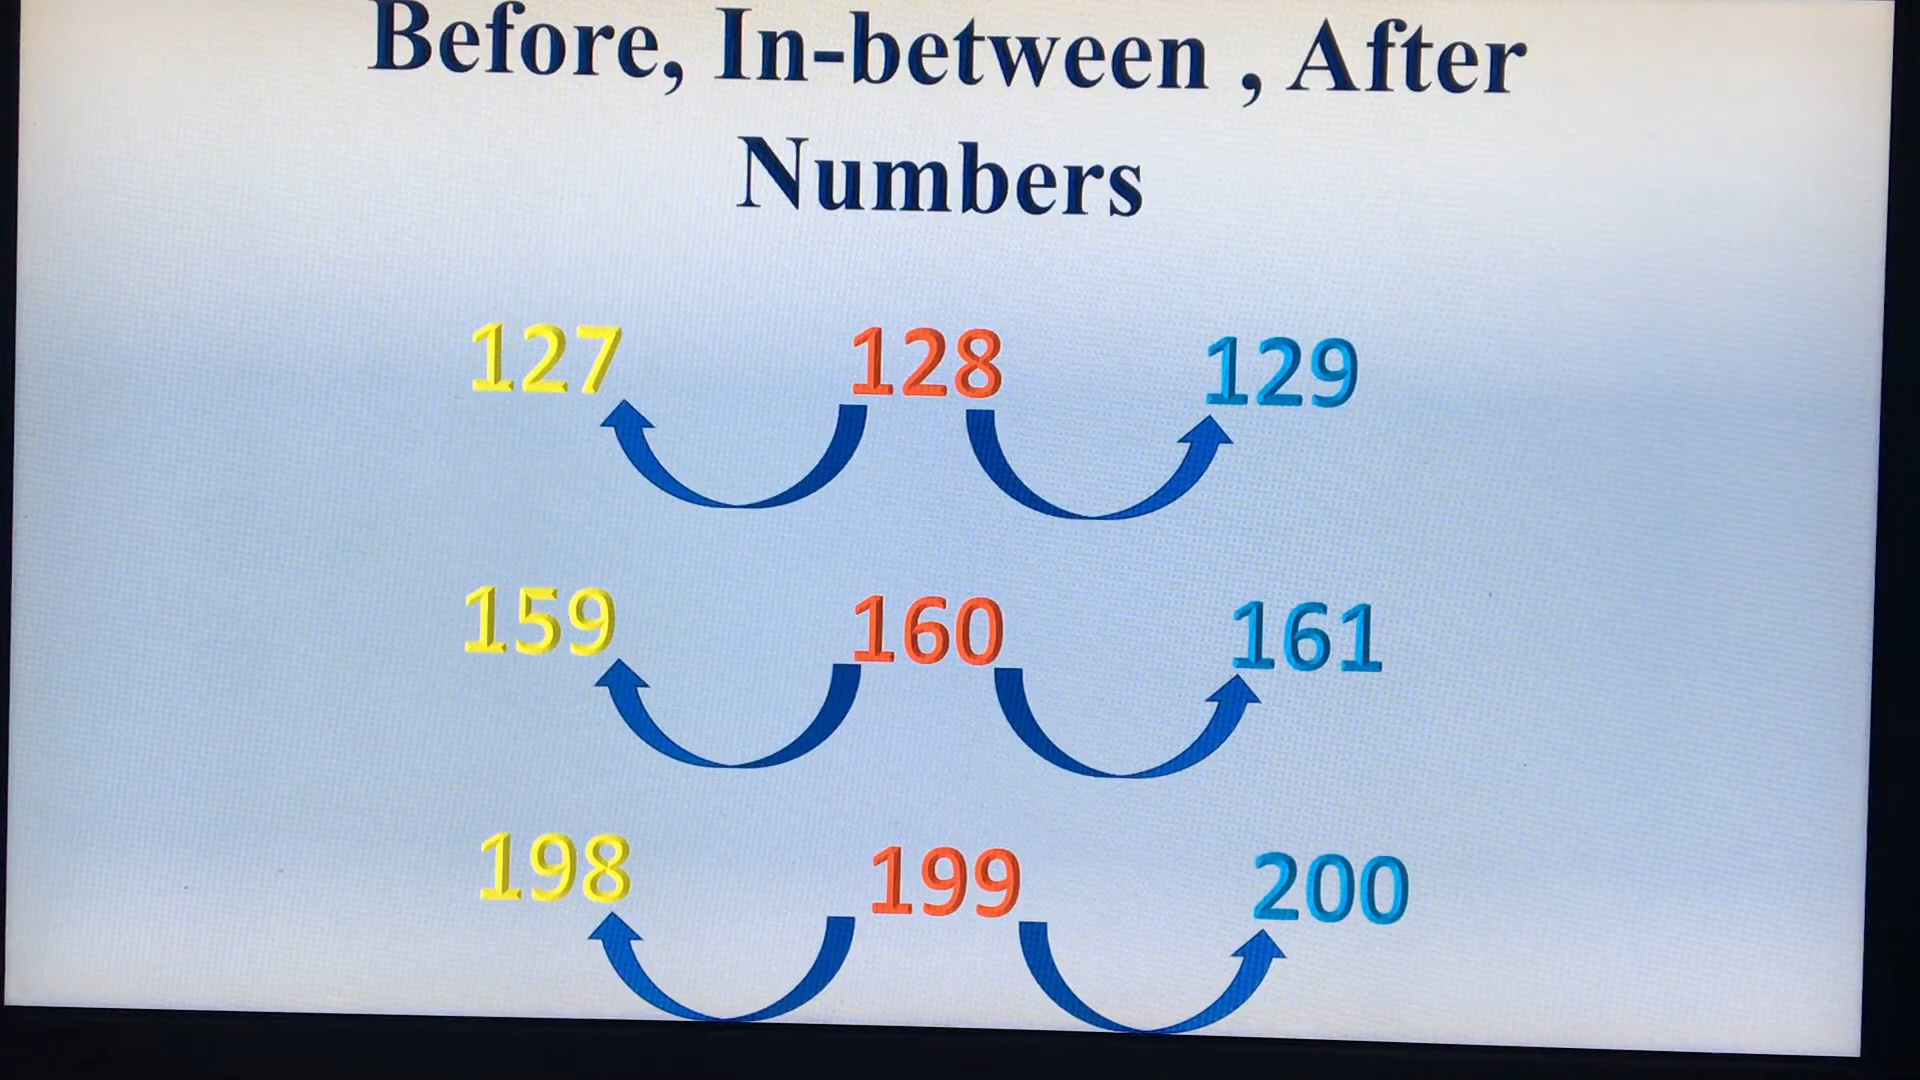 Before, In-between , After
Numbers
127 128 129
159 160 161
198 199 200